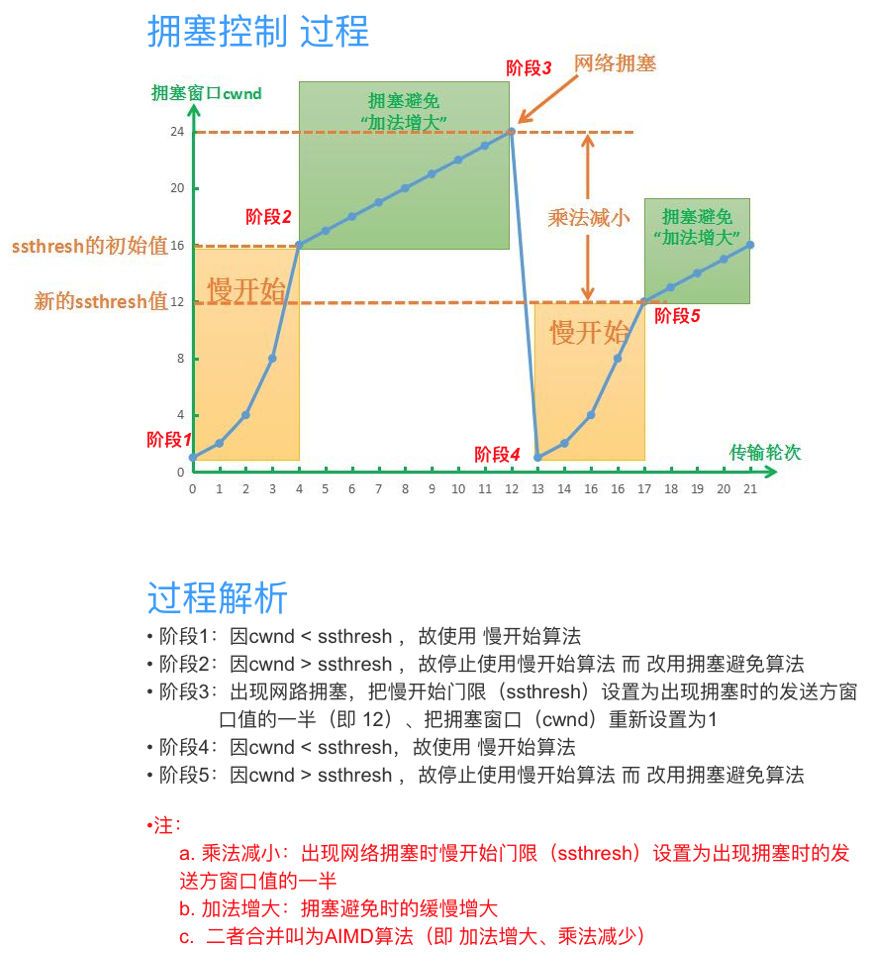 拥塞控制 过程
阶段3
网络拥塞
拥塞窗口cwnd
拥塞避免
“加法增大”
24
20
阶段2
乘法减小
拥塞避免
“加法增大”
ssthresh的初始值
16
慢开始
新的ssthresh值
12
阶段5
慢开始
8
4
阶段1
阶段4
传输轮次
0
0 1 2 3 4 5 6 7 8 9 10 11 12 13 14 16 16 17 18 19 20 21
过程解析
• 阶段1：因cwnd < ssthresh ，故使用 慢开始算法
• 阶段2：因cwnd > ssthresh ，故停止使用慢开始算法 而 改用拥塞避免算法
• 阶段3：出现网路拥塞，把慢开始门限（ssthresh）设置为出现拥塞时的发送方窗
口值的一半（即 12）、把拥塞窗口（cwnd）重新设置为1
• 阶段4：因cwnd < ssthresh，故使用 慢开始算法
• 阶段5：因cwnd > ssthresh ，故停止使用慢开始算法 而 改用拥塞避免算法
•注：
a. 乘法减小：出现网络拥塞时慢开始门限（ssthresh）设置为出现拥塞时的发
送方窗口值的一半
b. 加法增大：拥塞避免时的缓慢增大
c. 二者合并叫为AIMD算法（即 加法增大、乘法减少）